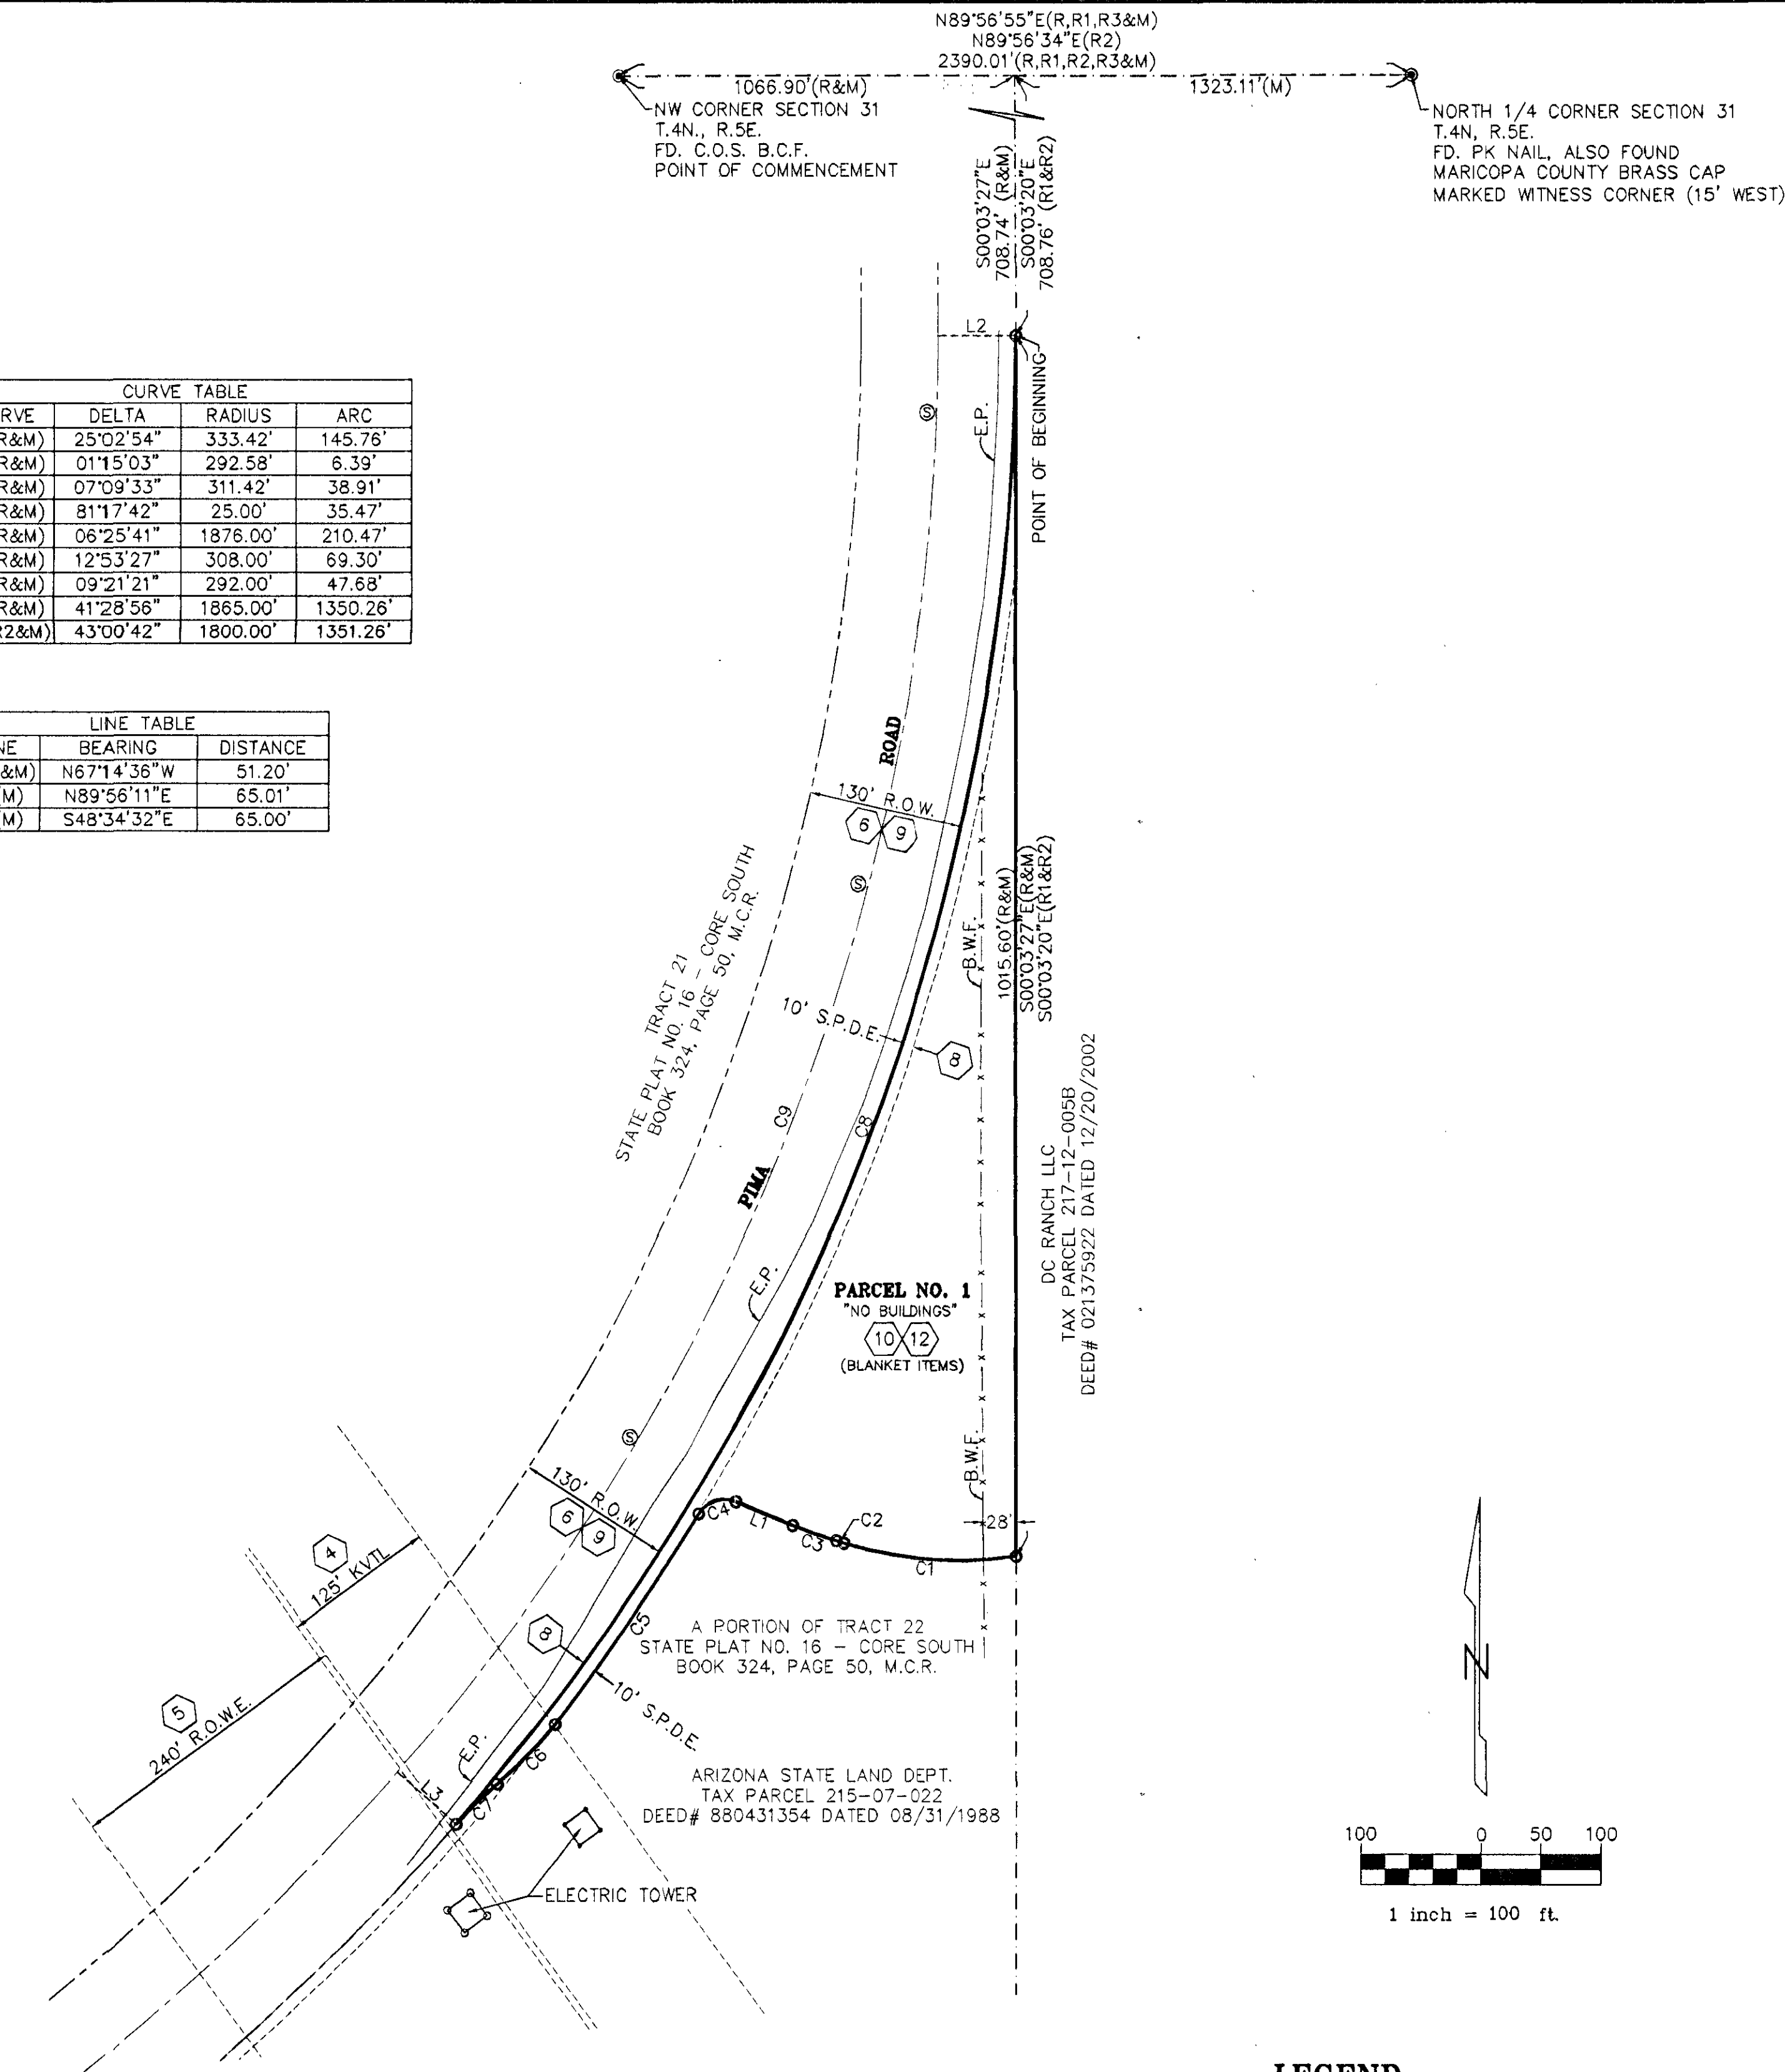 N89°56'55"E(R,R1,R3&M)
N89°56'34"E(R2)
2390.01'(R,R1,R2,R3&M)
1066.90'(R&M)
1323.11'(M)
NW CORNER SECTION 31
T.4N., R.5E.
FD. C.O.S. B.C.F.
POINT OF COMMENCEMENT
NORTH 1/4 CORNER SECTION 31
T.4N, R.5E.
FD. PK NAIL, ALSO FOUND
MARICOPA COUNTY BRASS CAP
MARKED WITNESS CORNER (15' WEST)
S00°03'27"E
708.74' (R&M)
S00°03'20"E
708.76' (R1&R2)
L2
POINT OF BEGINNING
E.P.
CURVE TABLE
RVE DELTA RADIUS ARC
R&M) 25°02'54" 333.42' 145.76'
R&M) 01°15'03" 292.58' 6.39'
R&M) 07°09'33" 311.42' 38.91'
R&M) 81°17'42" 25.00' 35.47'
R&M) 06°25'41" 1876.00' 210.47'
R&M) 12°53'27" 308.00' 69.30'
R&M) 09°21'21" 292.00' 47.68'
R&M) 41°28'56" 1865.00' 1350.26'
R2&M) 43°00'42" 1800.00' 1351.26'
LINE TABLE
NE BEARING DISTANCE
&M) N67°14'36"W 51.20'
M) N89°56'11"E 65.01'
M) S48°34'32"E 65.00'
S
ROAD
130' R.O.W.
6 9
S
TRACT 21
STATE PLAT NO. 16 – CORE SOUTH
BOOK 324, PAGE 50, M.C.R.
B.W.F.
1015.60'(R&M)
S00°03'27"E(R&M)
S00°03'20"E(R1&R2)
10' S.P.D.E.
8
C9
C8
PIMA
DC RANCH LLC
TAX PARCEL 217-12-005B
DEED# 021375922 DATED 12/20/2002
E.P.
PARCEL NO. 1
"NO BUILDINGS"
10 12
(BLANKET ITEMS)
S
B.W.F.
130' R.O.W.
6 9
C4
L1
C3
C2
C1
28'
4
125' KVTL
C5
8
A PORTION OF TRACT 22
STATE PLAT NO. 16 – CORE SOUTH
BOOK 324, PAGE 50, M.C.R.
10' S.P.D.E.
5
240' R.O.W.E.
E.P.
C6
L3
C7
ARIZONA STATE LAND DEPT.
TAX PARCEL 215-07-022
DEED# 880431354 DATED 08/31/1988
ELECTRIC TOWER
N
100 0 50 100
1 inch = 100 ft.
LEGEND